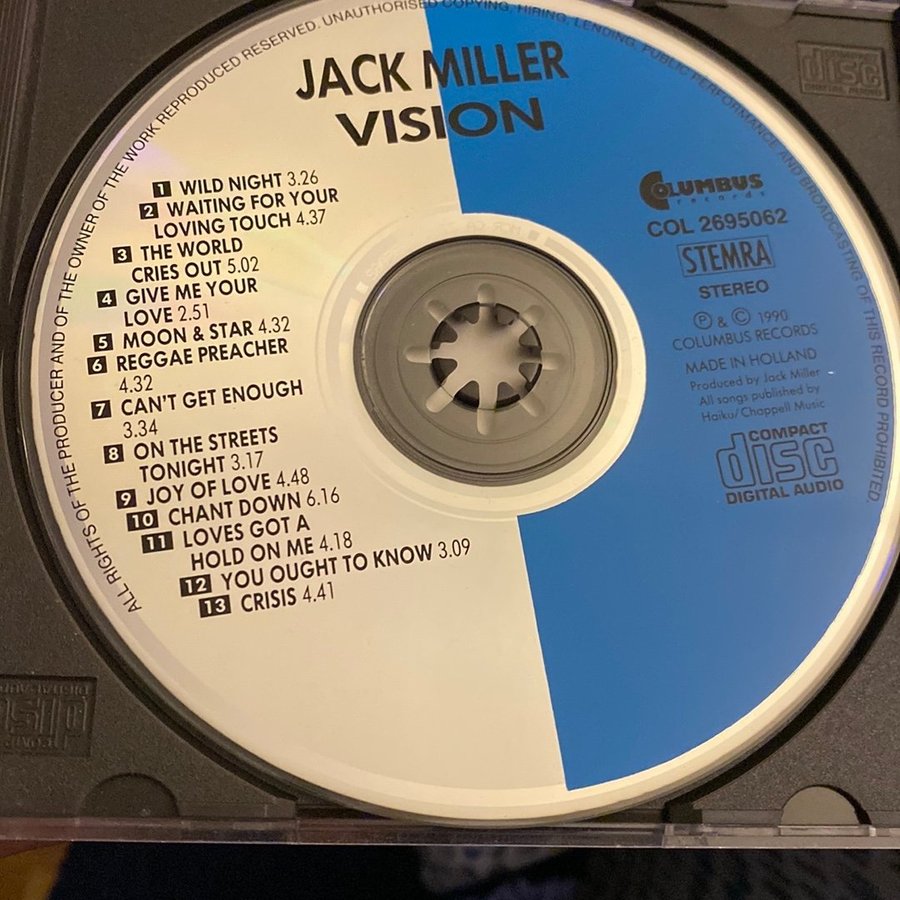 ALL RIGHTS OF THE PRODUCER AND OF THE OWNER OF THE WORK REPRODUCED RESERVED. UNAUTHORISED COPYING, HIRING, LENDING, PUBLIC PERFORMANCE AND BROADCASTING OF THIS RECORD PROHIBITED.
JACK MILLER
VISION
1 WILD NIGHT 3.26
2 WAITING FOR YOUR
LOVING TOUCH 4.37
3 THE WORLD
CRIES OUT 5.02
4 GIVE ME YOUR
LOVE 2.51
5 MOON & STAR 4.32
6 REGGAE PREACHER
4.32
7 CAN'T GET ENOUGH
3.34
8 ON THE STREETS
TONIGHT 3.17
9 JOY OF LOVE 4.48
10 CHANT DOWN 6.16
11 LOVES GOT A
HOLD ON ME 4.18
12 YOU OUGHT TO KNOW 3.09
13 CRISIS 4.41
COLUMBUS
records
COL 2695062
STEMRA
STEREO
Ⓟ & © 1990
COLUMBUS RECORDS
MADE IN HOLLAND
Produced by Jack Miller
All songs published by
Haiku/Chappell Music
COMPACT
disc
DIGITAL AUDIO
disc
DIGITAL AUDIO
COMPACT
disc
DIGITAL AUDIO